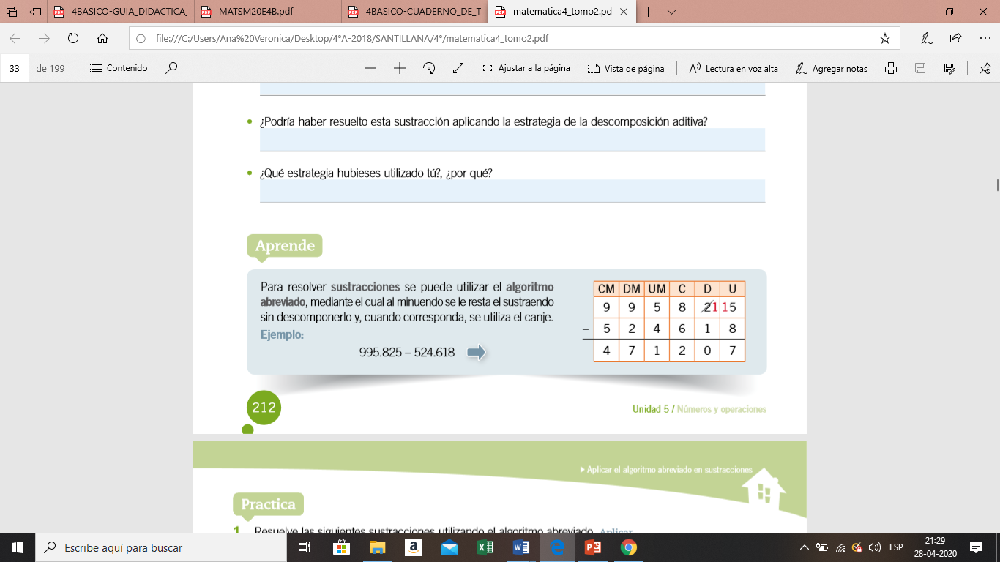 4BASICO-GUIA_DIDACTICA_
MATSM20E4B.pdf
4BASICO-CUADERNO_DE_T
matematica4_tomo2.pd
file:///C:/Users/Ana%20Veronica/Desktop/4°A-2018/SANTILLANA/4°/matematica4_tomo2.pdf
33 de 199
Contenido
Ajustar a la página
Vista de página
Lectura en voz alta
Agregar notas
• ¿Podría haber resuelto esta sustracción aplicando la estrategia de la descomposición aditiva?
• ¿Qué estrategia hubieses utilizado tú?, ¿por qué?
Aprende
Para resolver sustracciones se puede utilizar el algoritmo
abreviado, mediante el cual al minuendo se le resta el sustraendo
sin descomponerlo y, cuando corresponda, se utiliza el canje.
Ejemplo:
995.825 – 524.618
CM DM UM C D U
9 9 5 8 21 15
– 5 2 4 6 1 8
4 7 1 2 0 7
212
Unidad 5 / Números y operaciones
Aplicar el algoritmo abreviado en sustracciones
Practica
1 Resuelve las siguientes sustracciones utilizando el algoritmo abreviado. Aplicar
Escribe aquí para buscar
ESP
21:29
28-04-2020